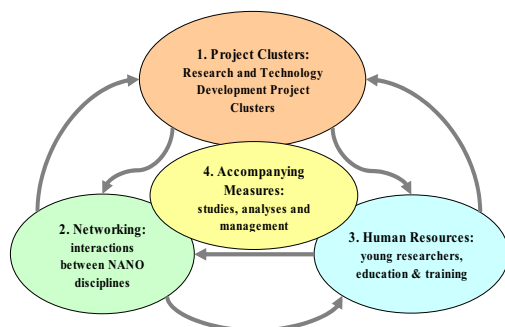 1. Project Clusters:
Research and Technology
Development Project
Clusters
4. Accompanying
Measures:
studies, analyses and
management
2. Networking:
interactions
between NANO
disciplines
3. Human Resources:
young researchers,
education & training